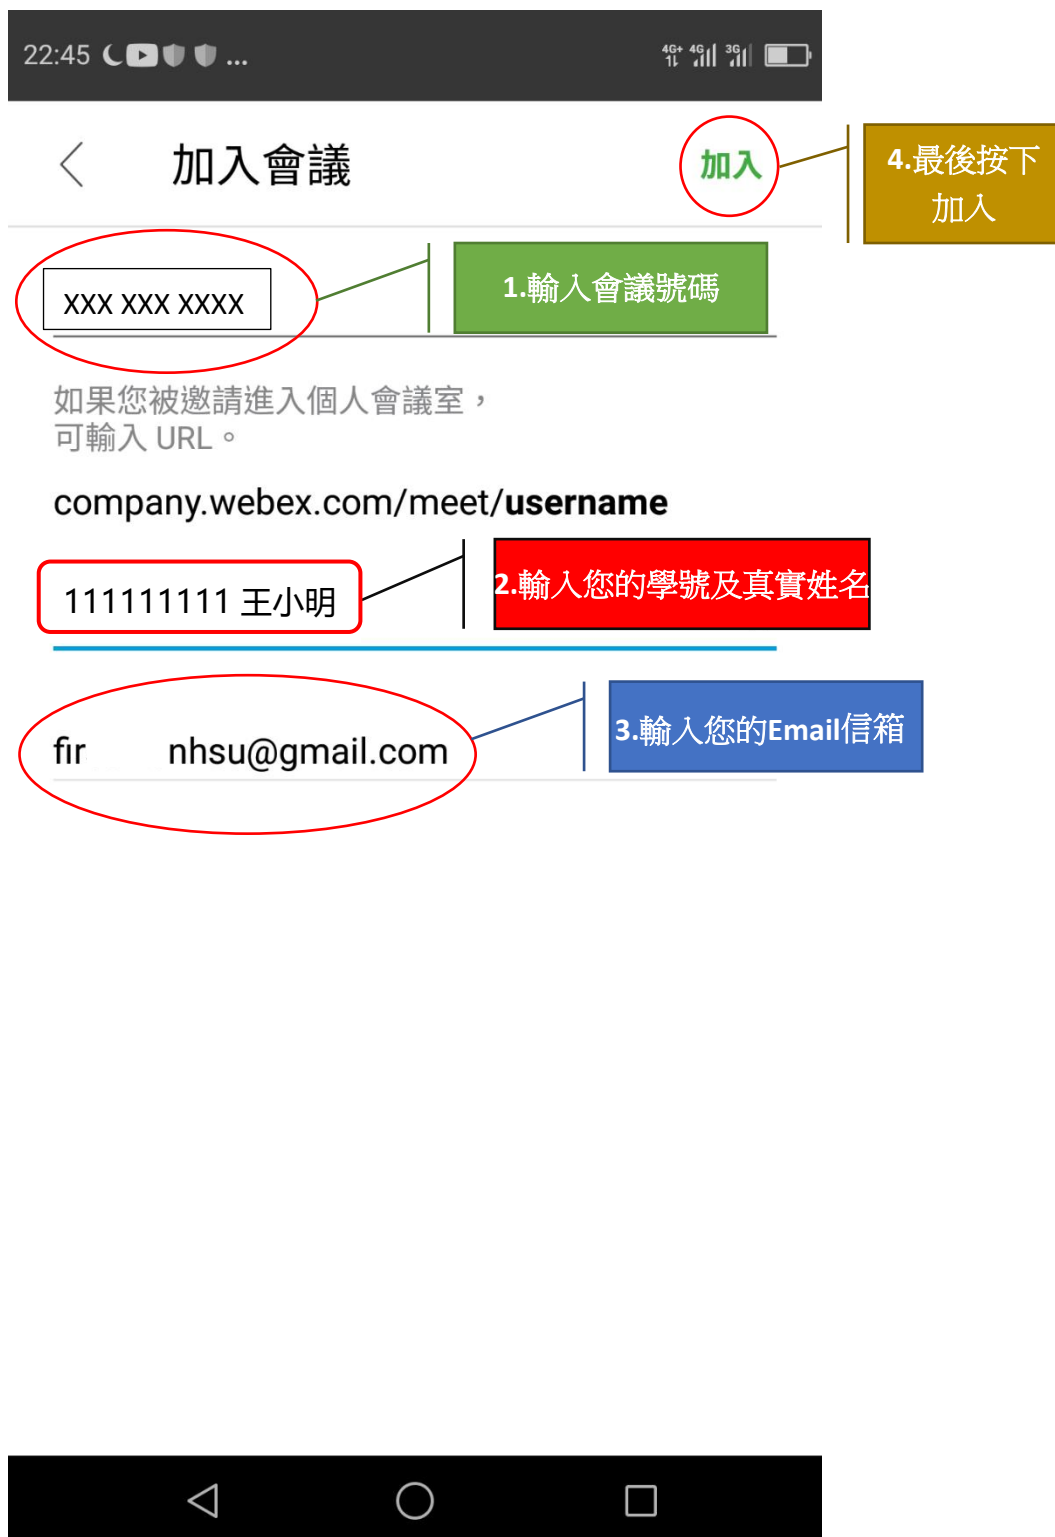 22:45 ...
4G+ 4G 3G
加入會議
加入
4.最後按下
加入
XXX XXX XXXX
1.輸入會議號碼
如果您被邀請進入個人會議室，
可輸入 URL。
company.webex.com/meet/username
111111111 王小明
2.輸入您的學號及真實姓名
fir nhsu@gmail.com
3.輸入您的Email信箱